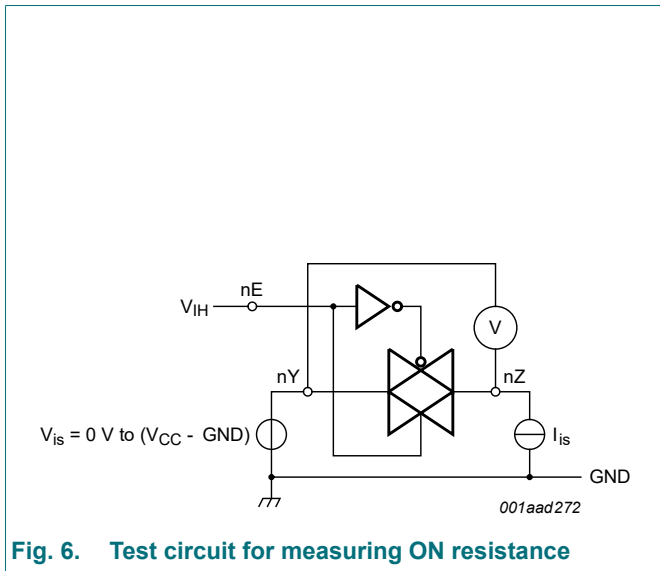 nE
VIH
V
nY
nZ
Vis = 0 V to (VCC - GND)
Iis
GND
001aad272
Fig. 6. Test circuit for measuring ON resistance